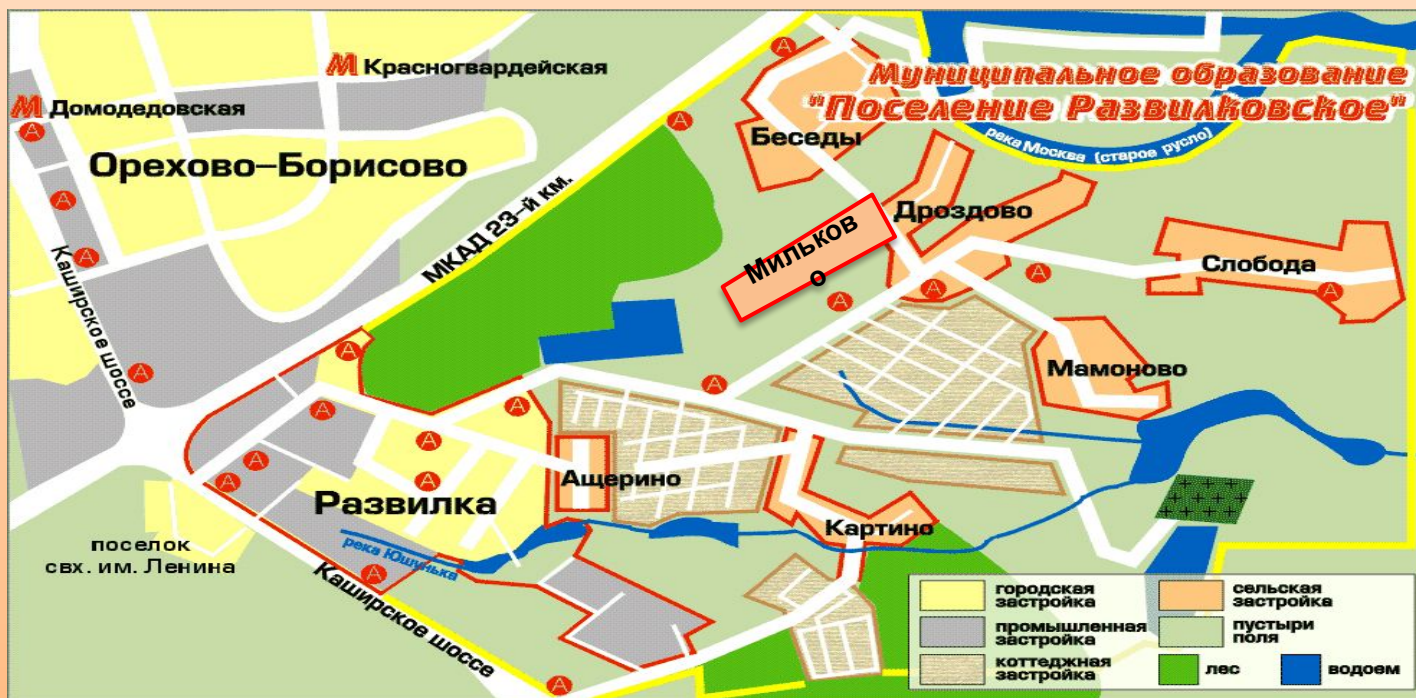 Муниципальное образование
"Поселение Развилковское"
М Красногвардейская
М Домодедовская
А
А
А
А
Орехово–Борисово
Беседы
река Москва (старое русло)
МКАД 23–й км.
Дроздово
Мильков
о
Слобода
А
А
А
А
А
Каширское шоссе
А
А
А
Мамоново
А
А
А
А
Ащерино
А
А
Развилка
Картино
поселок
свх. им. Ленина
река Юшунька
А
Каширское шоссе
А
городская
застройка
сельская
застройка
промышленная
застройка
пустыри
поля
коттеджная
застройка
лес
водоем